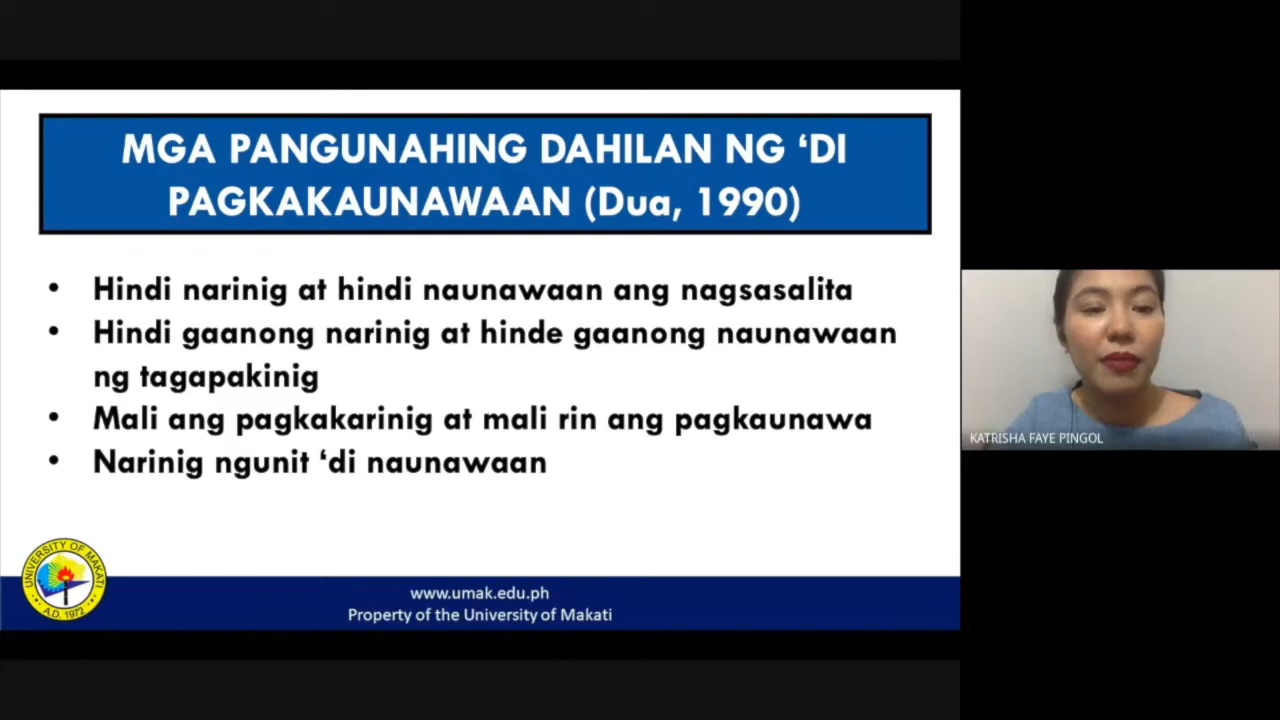 MGA PANGUNAHING DAHILAN NG ‘DI
PAGKAKAUNAWAAN (Dua, 1990)
• Hindi narinig at hindi naunawaan ang nagsasalita
• Hindi gaanong narinig at hinde gaanong naunawaan
ng tagapakinig
• Mali ang pagkakarinig at mali rin ang pagkaunawa
• Narinig ngunit ‘di naunawaan
KATRISHA FAYE PINGOL
UNIVERSITY OF MAKATI
A.D. 1972
www.umak.edu.ph
Property of the University of Makati